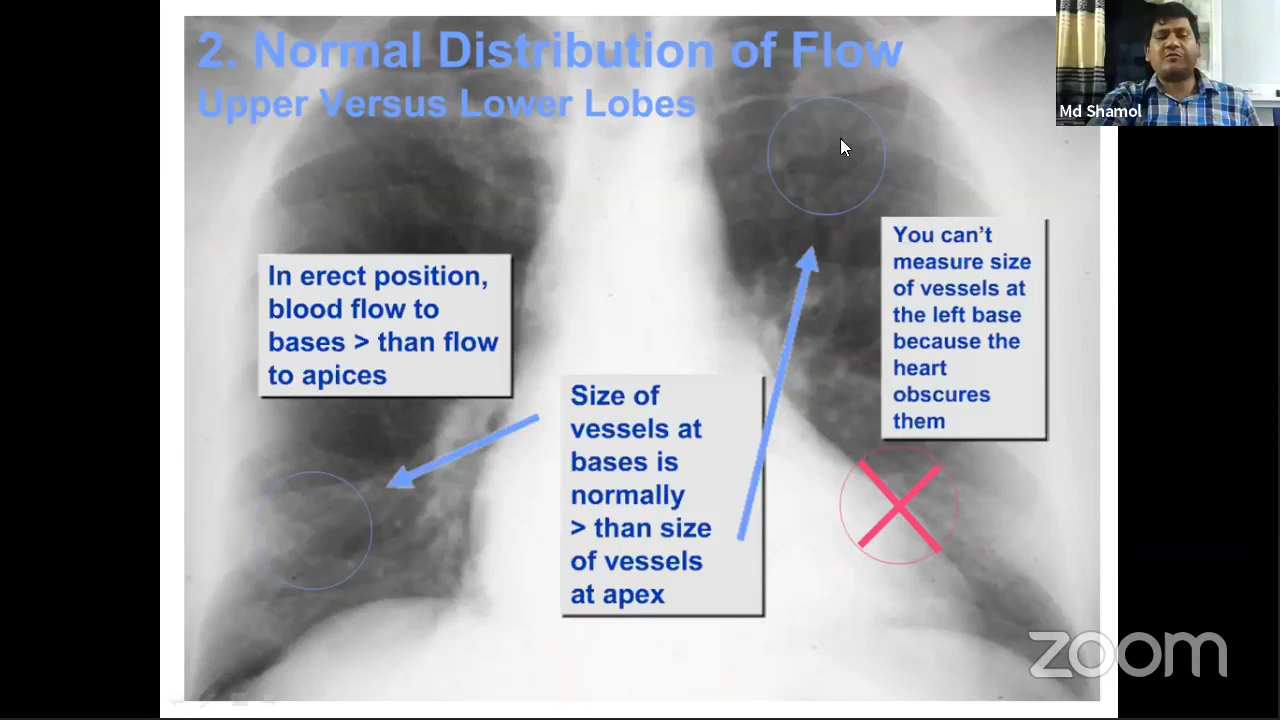 2. Normal Distribution of Flow
Upper Versus Lower Lobes
Md Shamol
You can’t
measure size
of vessels at
the left base
because the
heart
obscures
them
In erect position,
blood flow to
bases > than flow
to apices
Size of
vessels at
bases is
normally
> than size
of vessels
at apex
zoom